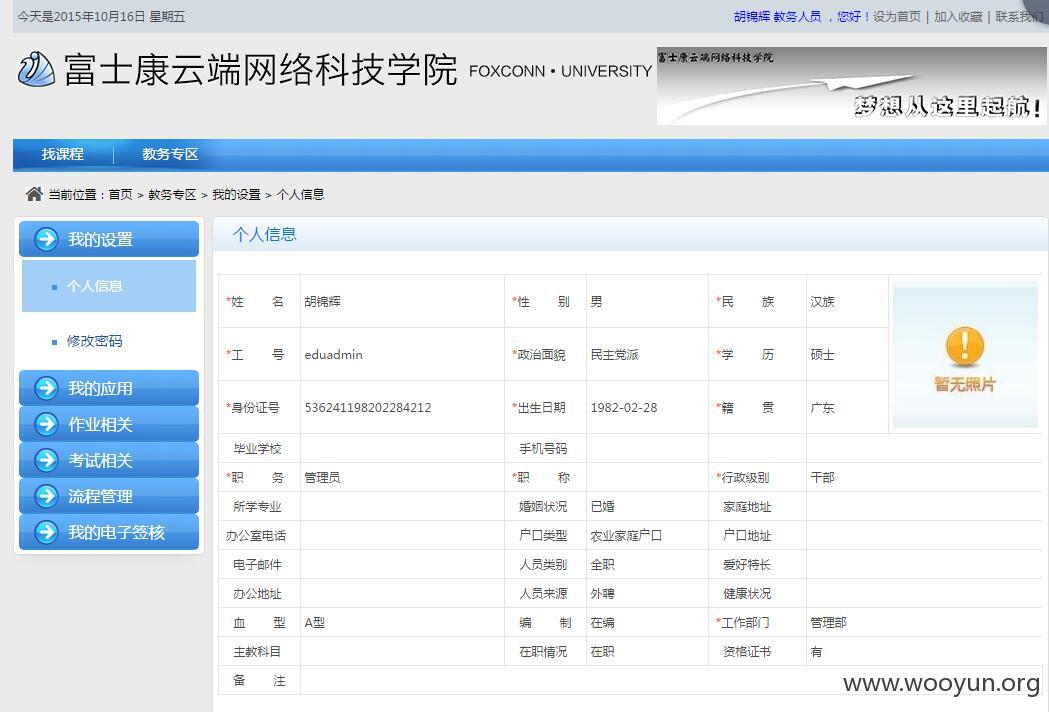 今天是2015年10月16日 星期五
胡锦辉 教务人员 ，您好！设为首页 | 加入收藏 | 联系我们
富士康云端网络科技学院 FOXCONN • UNIVERSITY
富士康云端网络科技学院
梦想从这里起航!
找课程 教务专区
当前位置：首页 > 教务专区 > 我的设置 > 个人信息
我的设置
个人信息
修改密码
我的应用
作业相关
考试相关
流程管理
我的电子签核
个人信息
*姓 名 胡锦辉 *性 别 男 *民 族 汉族
*工 号 eduadmin *政治面貌 民主党派 *学 历 硕士
暂无照片
*身份证号 536241198202284212 *出生日期 1982-02-28 *籍 贯 广东
毕业学校 手机号码
*职 务 管理员 *职 称 *行政级别 干部
所学专业 婚姻状况 已婚 家庭地址
办公室电话 户口类型 农业家庭户口 户口地址
电子邮件 人员类别 全职 爱好特长
办公地址 人员来源 外聘 健康状况
血 型 A型 编 制 在编 *工作部门 管理部
主教科目 在职情况 在职 资格证书 有
备 注
www.wooyun.org